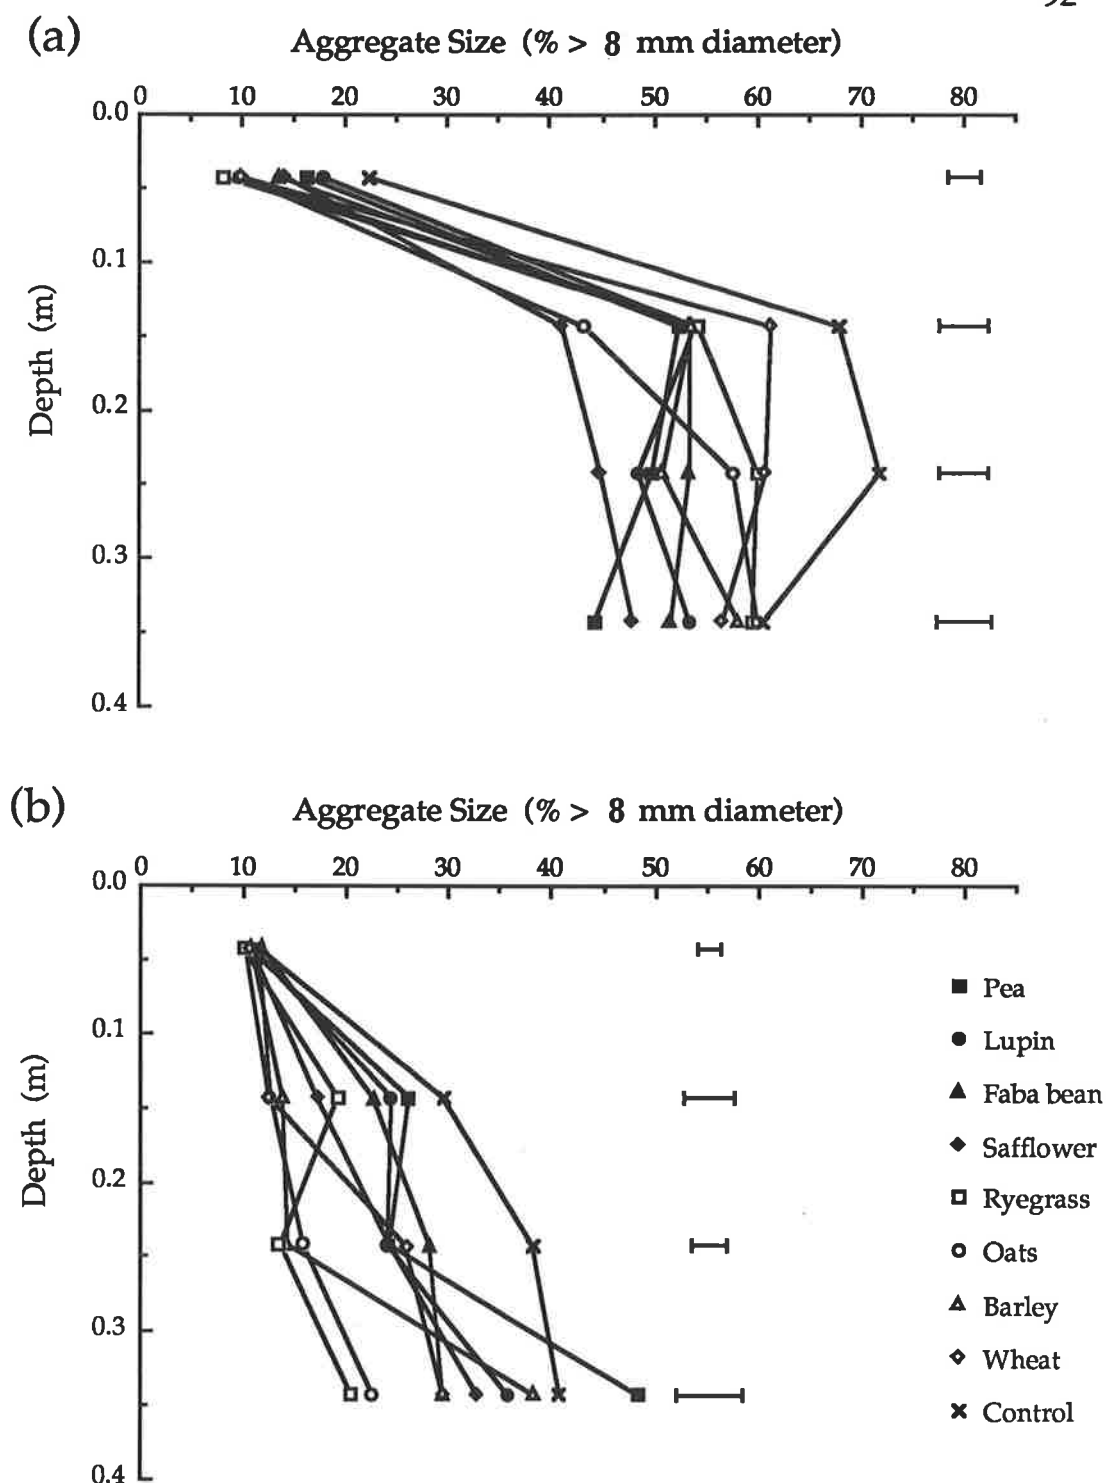 (a)
Aggregate Size (% > 8 mm diameter)
0 10 20 30 40 50 60 70 80
0.0
0.1
0.2
0.3
0.4
Depth (m)
(b)
Aggregate Size (% > 8 mm diameter)
0 10 20 30 40 50 60 70 80
0.0
0.1
0.2
0.3
0.4
Depth (m)
Pea
Lupin
Faba bean
Safflower
Ryegrass
Oats
Barley
Wheat
Control